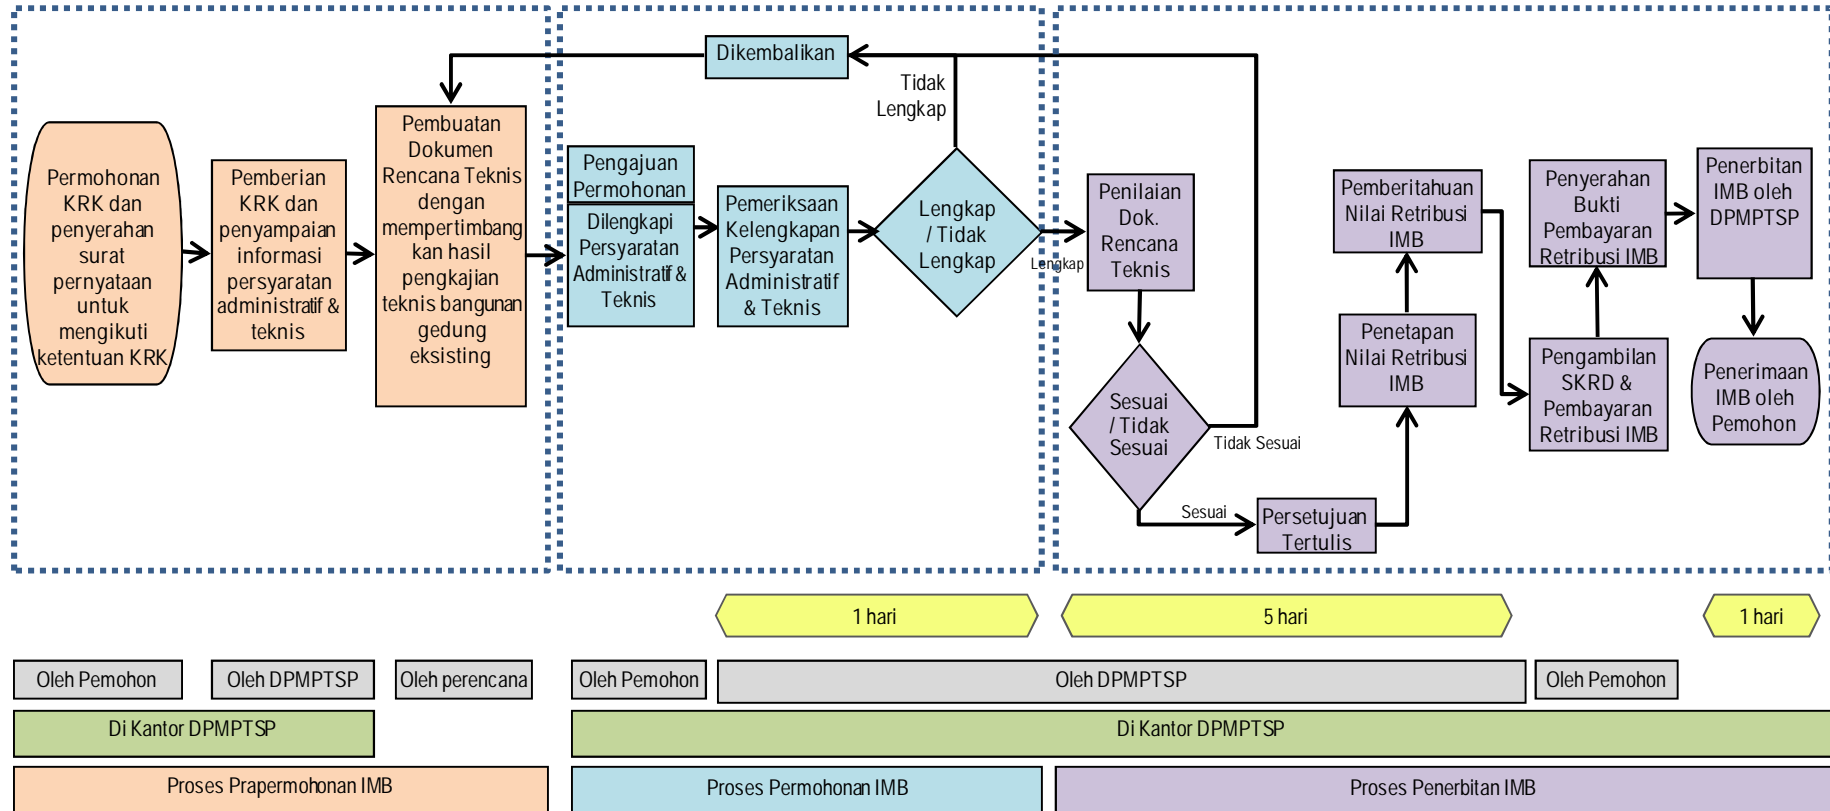 Dikembalikan
Tidak
Lengkap
Permohonan
KRK dan
penyerahan
surat
pernyataan
untuk
mengikuti
ketentuan KRK
Pemberian
KRK dan
penyampaian
informasi
persyaratan
administratif &
teknis
Pembuatan
Dokumen
Rencana Teknis
dengan
mempertimbang
kan hasil
pengkajian
teknis bangunan
gedung
eksisting
Pengajuan
Permohonan
Dilengkapi
Persyaratan
Administratif &
Teknis
Pemeriksaan
Kelengkapan
Persyaratan
Administratif
& Teknis
Lengkap
/ Tidak
Lengkap
Lengkap
Penilaian
Dok.
Rencana
Teknis
Sesuai
/ Tidak
Sesuai
Tidak Sesuai
Sesuai
Persetujuan
Tertulis
Penetapan
Nilai Retribusi
IMB
Pemberitahuan
Nilai Retribusi
IMB
Pengambilan
SKRD &
Pembayaran
Retribusi IMB
Penyerahan
Bukti
Pembayaran
Retribusi IMB
Penerbitan
IMB oleh
DPMPTSP
Penerimaan
IMB oleh
Pemohon
1 hari
5 hari
1 hari
Oleh Pemohon
Oleh DPMPTSP
Oleh perencana
Oleh Pemohon
Oleh DPMPTSP
Oleh Pemohon
Di Kantor DPMPTSP
Di Kantor DPMPTSP
Proses Prapermohonan IMB
Proses Permohonan IMB
Proses Penerbitan IMB